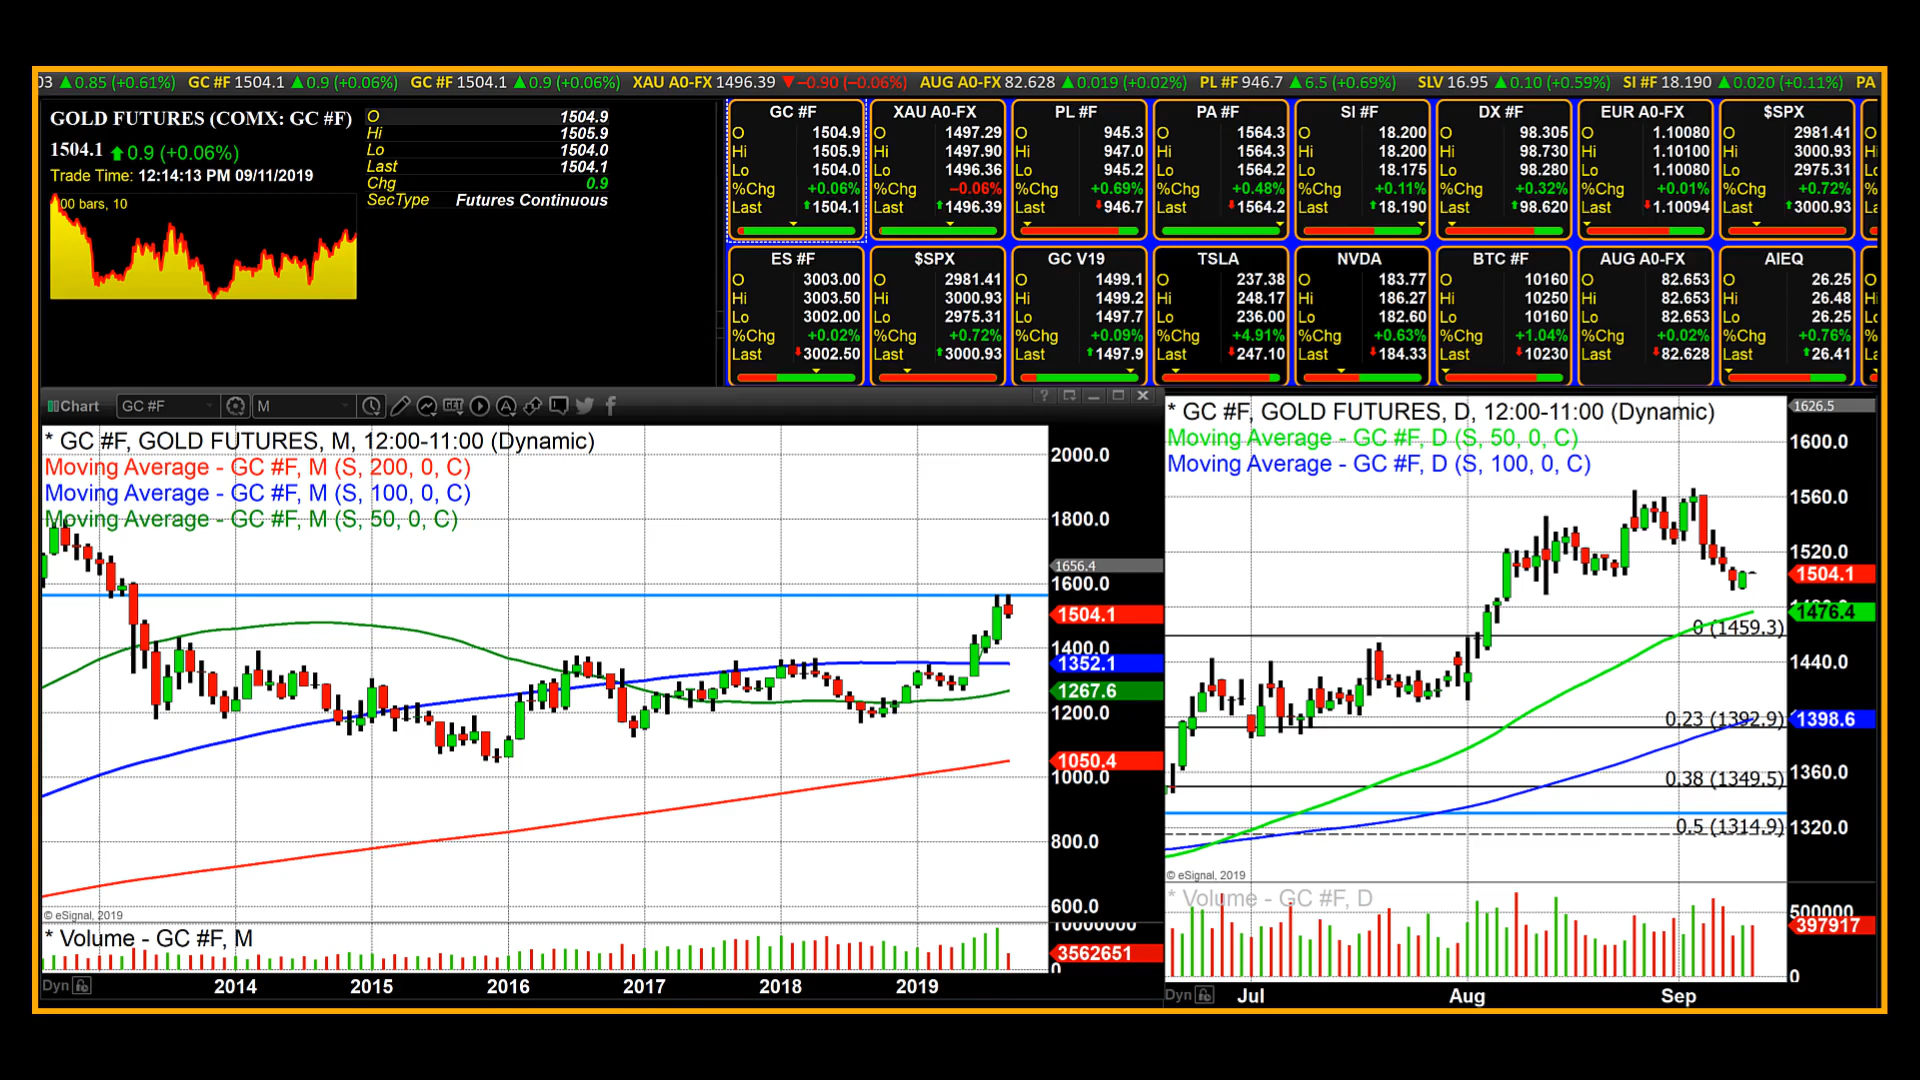 03 ▲0.85 (+0.61%) GC #F 1504.1 ▲0.9 (+0.06%) GC #F 1504.1 ▲0.9 (+0.06%) XAU A0-FX 1496.39 ▼-0.90 (-0.06%) AUG A0-FX 82.628 ▲0.019 (+0.02%) PL #F 946.7 ▲6.5 (+0.69%) SLV 16.95 ▲0.10 (+0.59%) SI #F 18.190 ▲0.020 (+0.11%) PA
GOLD FUTURES (COMX: GC #F)
1504.1 0.9 (+0.06%)
Trade Time: 12:14:13 PM 09/11/2019
00 bars, 10
O 1504.9
Hi 1505.9
Lo 1504.0
Last 1504.1
Chg 0.9
SecType Futures Continuous
GC #F
O 1504.9
Hi 1505.9
Lo 1504.0
%Chg +0.06%
Last 1504.1
XAU A0-FX
O 1497.29
Hi 1497.90
Lo 1496.36
%Chg -0.06%
Last 1496.39
PL #F
O 945.3
Hi 947.0
Lo 945.2
%Chg +0.69%
Last 946.7
PA #F
O 1564.3
Hi 1564.3
Lo 1564.2
%Chg +0.48%
Last 1564.2
SI #F
O 18.200
Hi 18.200
Lo 18.175
%Chg +0.11%
Last 18.190
DX #F
O 98.305
Hi 98.730
Lo 98.280
%Chg +0.32%
Last 98.620
EUR A0-FX
O 1.10080
Hi 1.10100
Lo 1.10080
%Chg +0.01%
Last 1.10094
$SPX
O 2981.41
Hi 3000.93
Lo 2975.31
%Chg +0.72%
Last 3000.93
O
Hi
Lo
%
La
ES #F
O 3003.00
Hi 3003.50
Lo 3002.00
%Chg +0.02%
Last 3002.50
$SPX
O 2981.41
Hi 3000.93
Lo 2975.31
%Chg +0.72%
Last 3000.93
GC V19
O 1499.1
Hi 1499.2
Lo 1497.7
%Chg +0.09%
Last 1497.9
TSLA
O 237.38
Hi 248.17
Lo 236.00
%Chg +4.91%
Last 247.10
NVDA
O 183.77
Hi 186.27
Lo 182.60
%Chg +0.63%
Last 184.33
BTC #F
O 10160
Hi 10250
Lo 10160
%Chg +1.04%
Last 10230
AUG A0-FX
O 82.653
Hi 82.653
Lo 82.653
%Chg +0.02%
Last 82.628
AIEQ
O 26.25
Hi 26.48
Lo 26.25
%Chg +0.76%
Last 26.41
O
Hi
Lo
%
La
Chart GC #F M GET A
* GC #F, GOLD FUTURES, M, 12:00-11:00 (Dynamic)
Moving Average - GC #F, M (S, 200, 0, C)
Moving Average - GC #F, M (S, 100, 0, C)
Moving Average - GC #F, M (S, 50, 0, C)
2000.0
1800.0
1656.4
1600.0
1504.1
1400.0
1352.1
1267.6
1200.0
1050.4
1000.0
800.0
600.0
© eSignal, 2019
* Volume - GC #F, M
10000000
3562651
0
Dyn
2014 2015 2016 2017 2018 2019
* GC #F, GOLD FUTURES, D, 12:00-11:00 (Dynamic)
Moving Average - GC #F, D (S, 50, 0, C)
Moving Average - GC #F, D (S, 100, 0, C)
1626.5
1600.0
1560.0
1520.0
1504.1
1476.4
0 (1459.3)
1440.0
0.23 (1392.9)
1398.6
1360.0
0.38 (1349.5)
0.5 (1314.9)
1320.0
© eSignal, 2019
* Volume - GC #F, D
500000
397917
0
Dyn
Jul Aug Sep